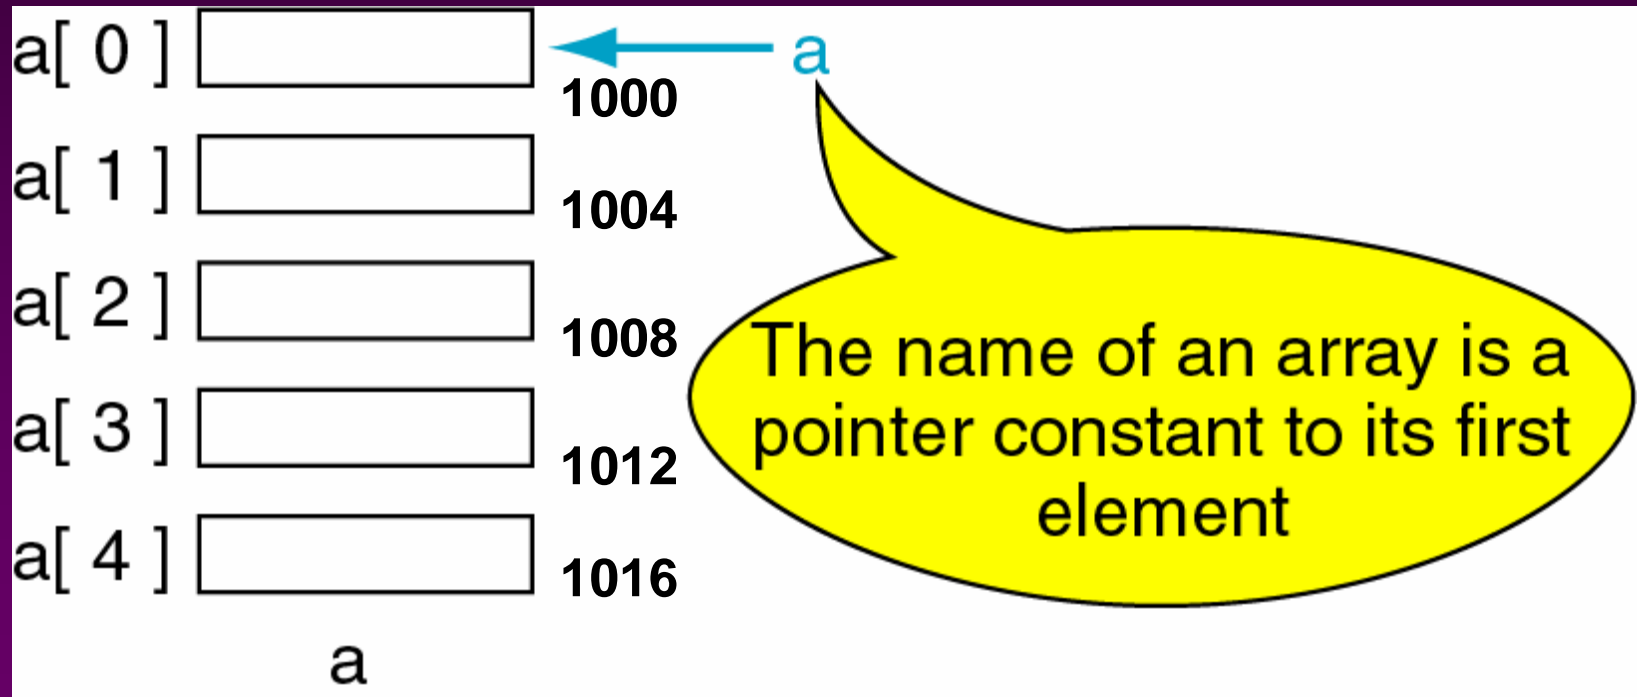 a[ 0 ] a
1000
a[ 1 ]
1004
a[ 2 ]
1008
a[ 3 ]
1012
a[ 4 ]
1016
a
The name of an array is a
pointer constant to its first
element